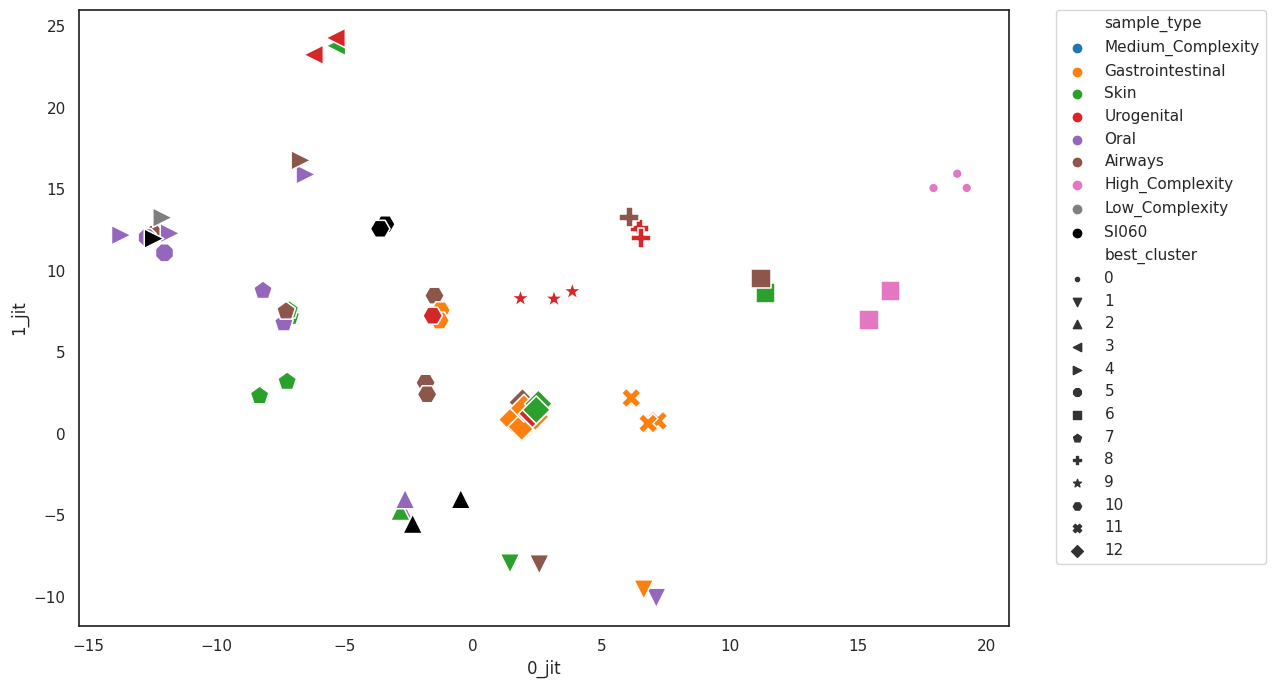 25
20
15
10
5
0
−5
−10
1_jit
−15
−10
−5
0
5
10
15
20
0_jit
sample_type
Medium_Complexity
Gastrointestinal
Skin
Urogenital
Oral
Airways
High_Complexity
Low_Complexity
SI060
best_cluster
0
1
2
3
4
5
6
7
8
9
10
11
12